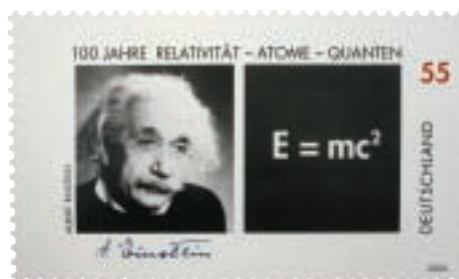 100 JAHRE RELATIVITÄT – ATOME – QUANTEN
55
E = mc²
DEUTSCHLAND
A. Einstein